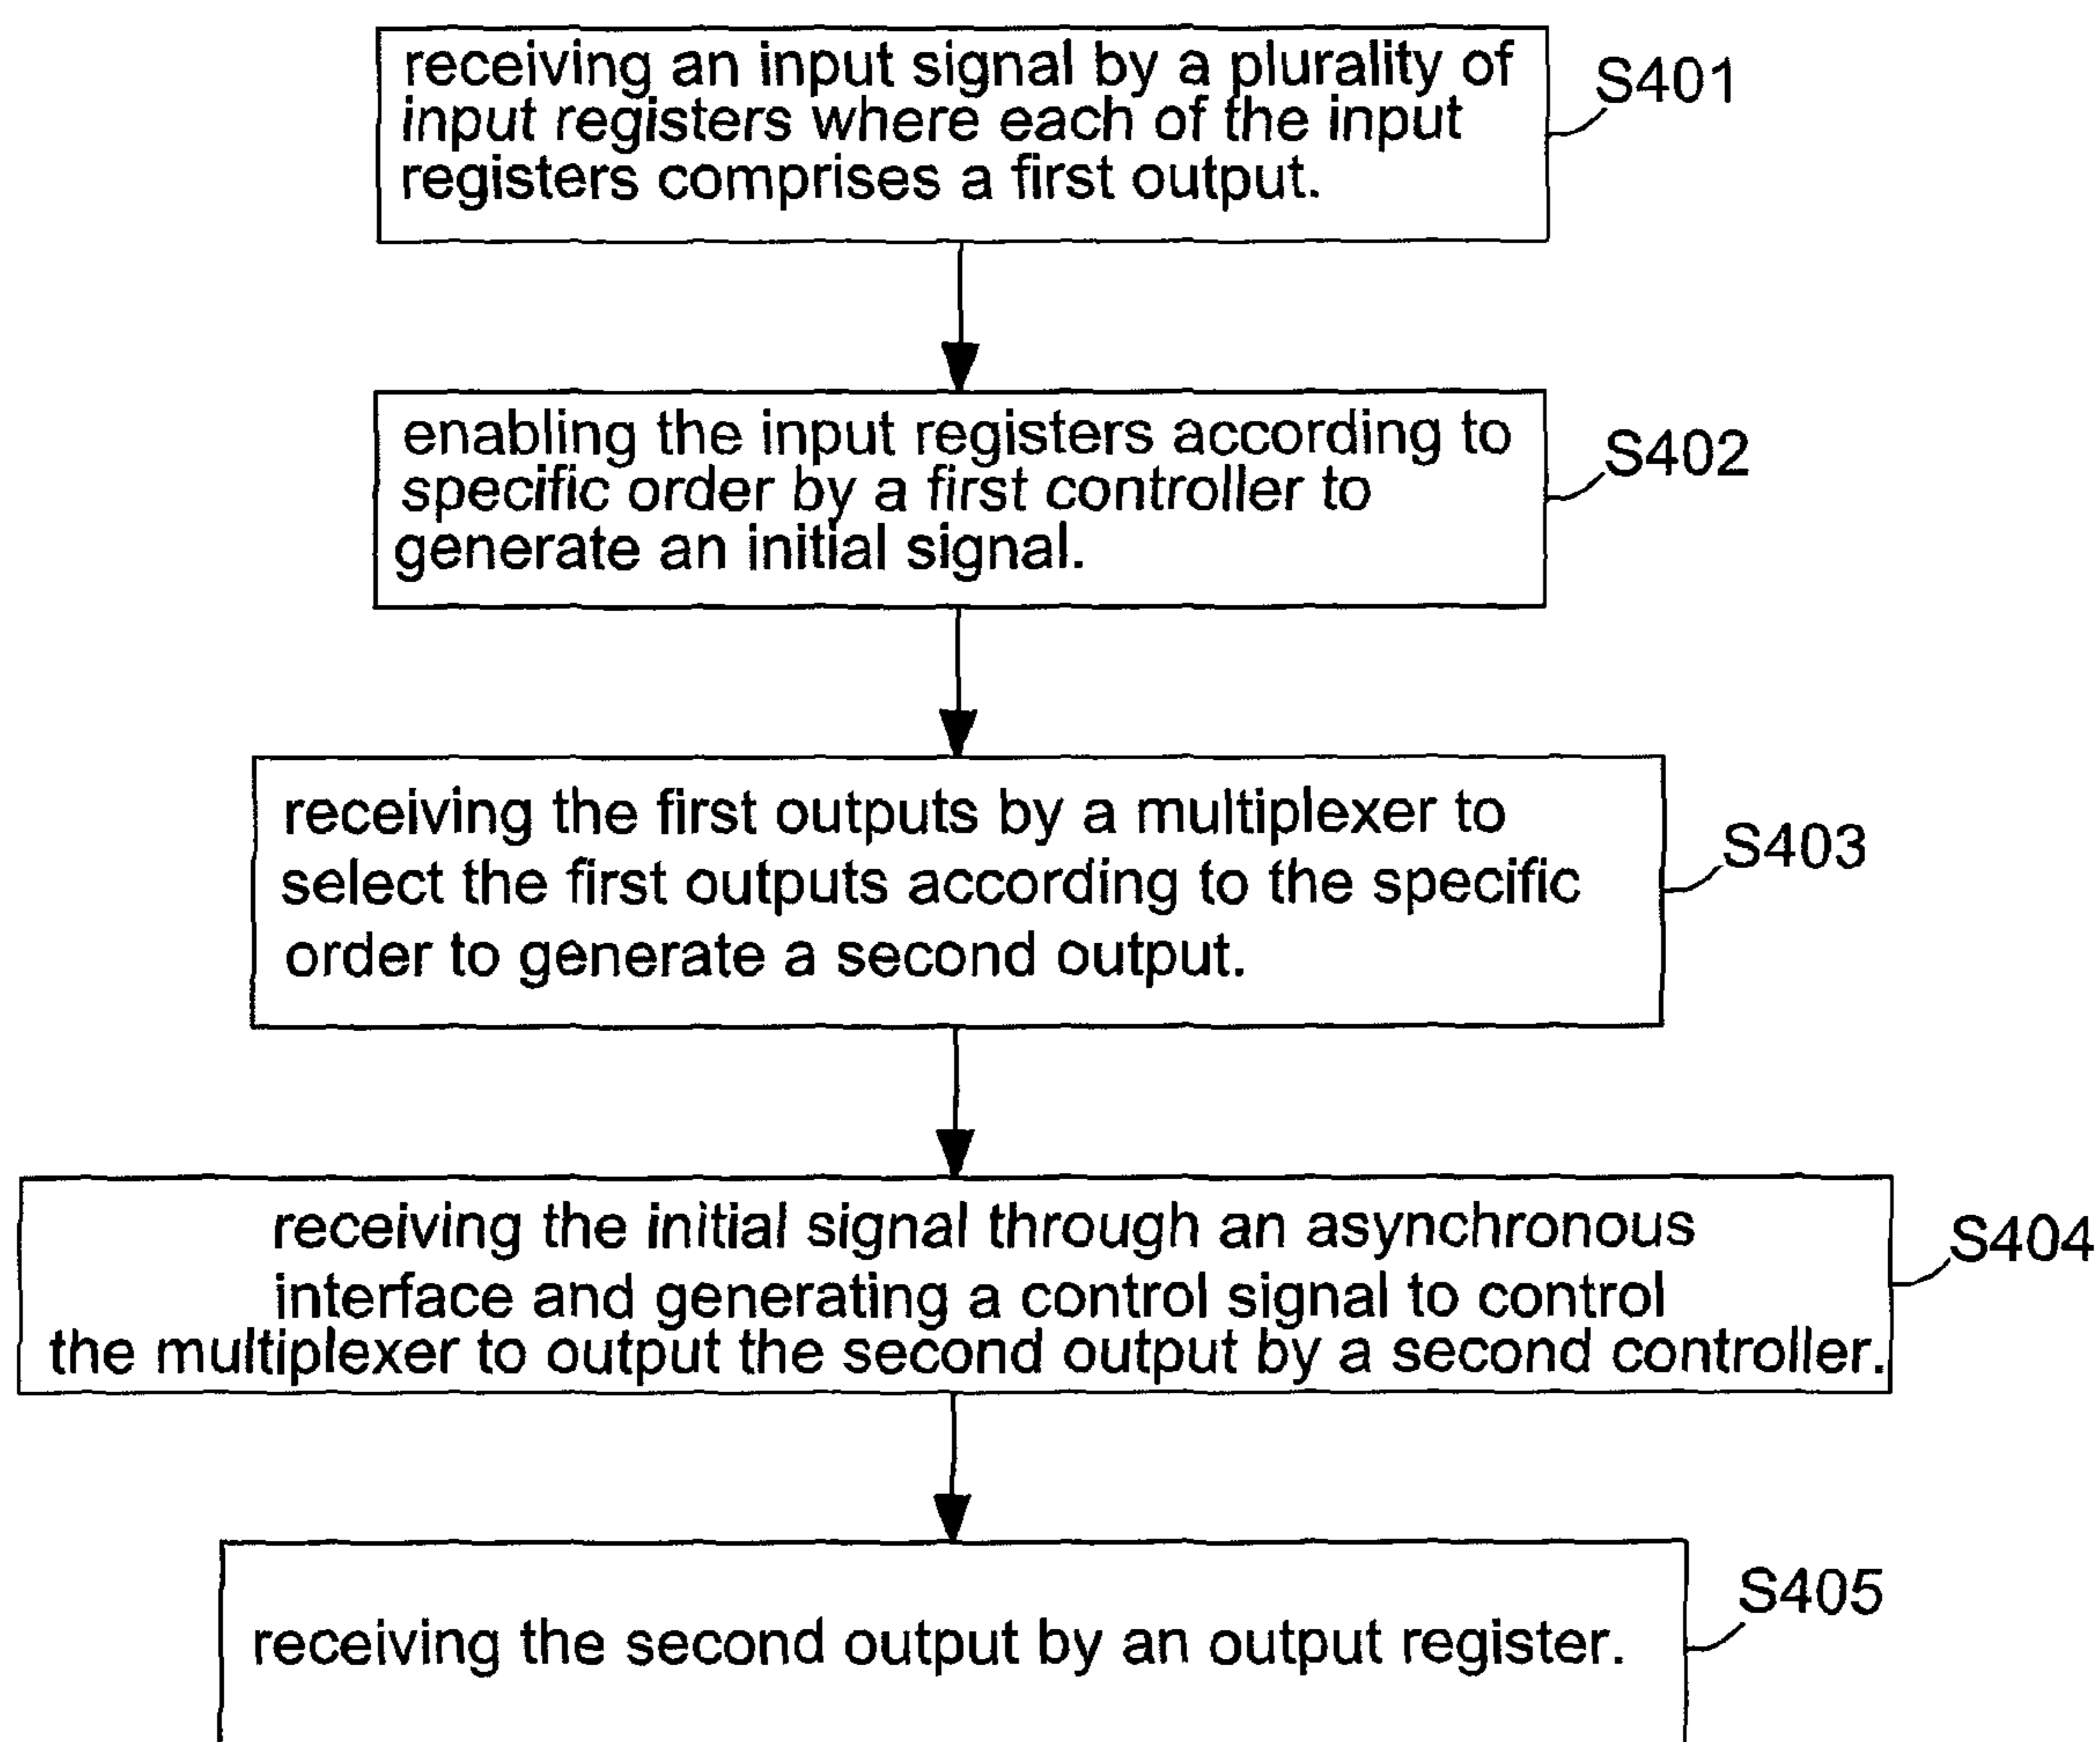 receiving an input signal by a plurality of
input registers where each of the input
registers comprises a first output.
S401
enabling the input registers according to
specific order by a first controller to
generate an initial signal.
S402
receiving the first outputs by a multiplexer to
select the first outputs according to the specific
order to generate a second output.
S403
receiving the initial signal through an asynchronous
interface and generating a control signal to control
the multiplexer to output the second output by a second controller.
S404
receiving the second output by an output register.
S405